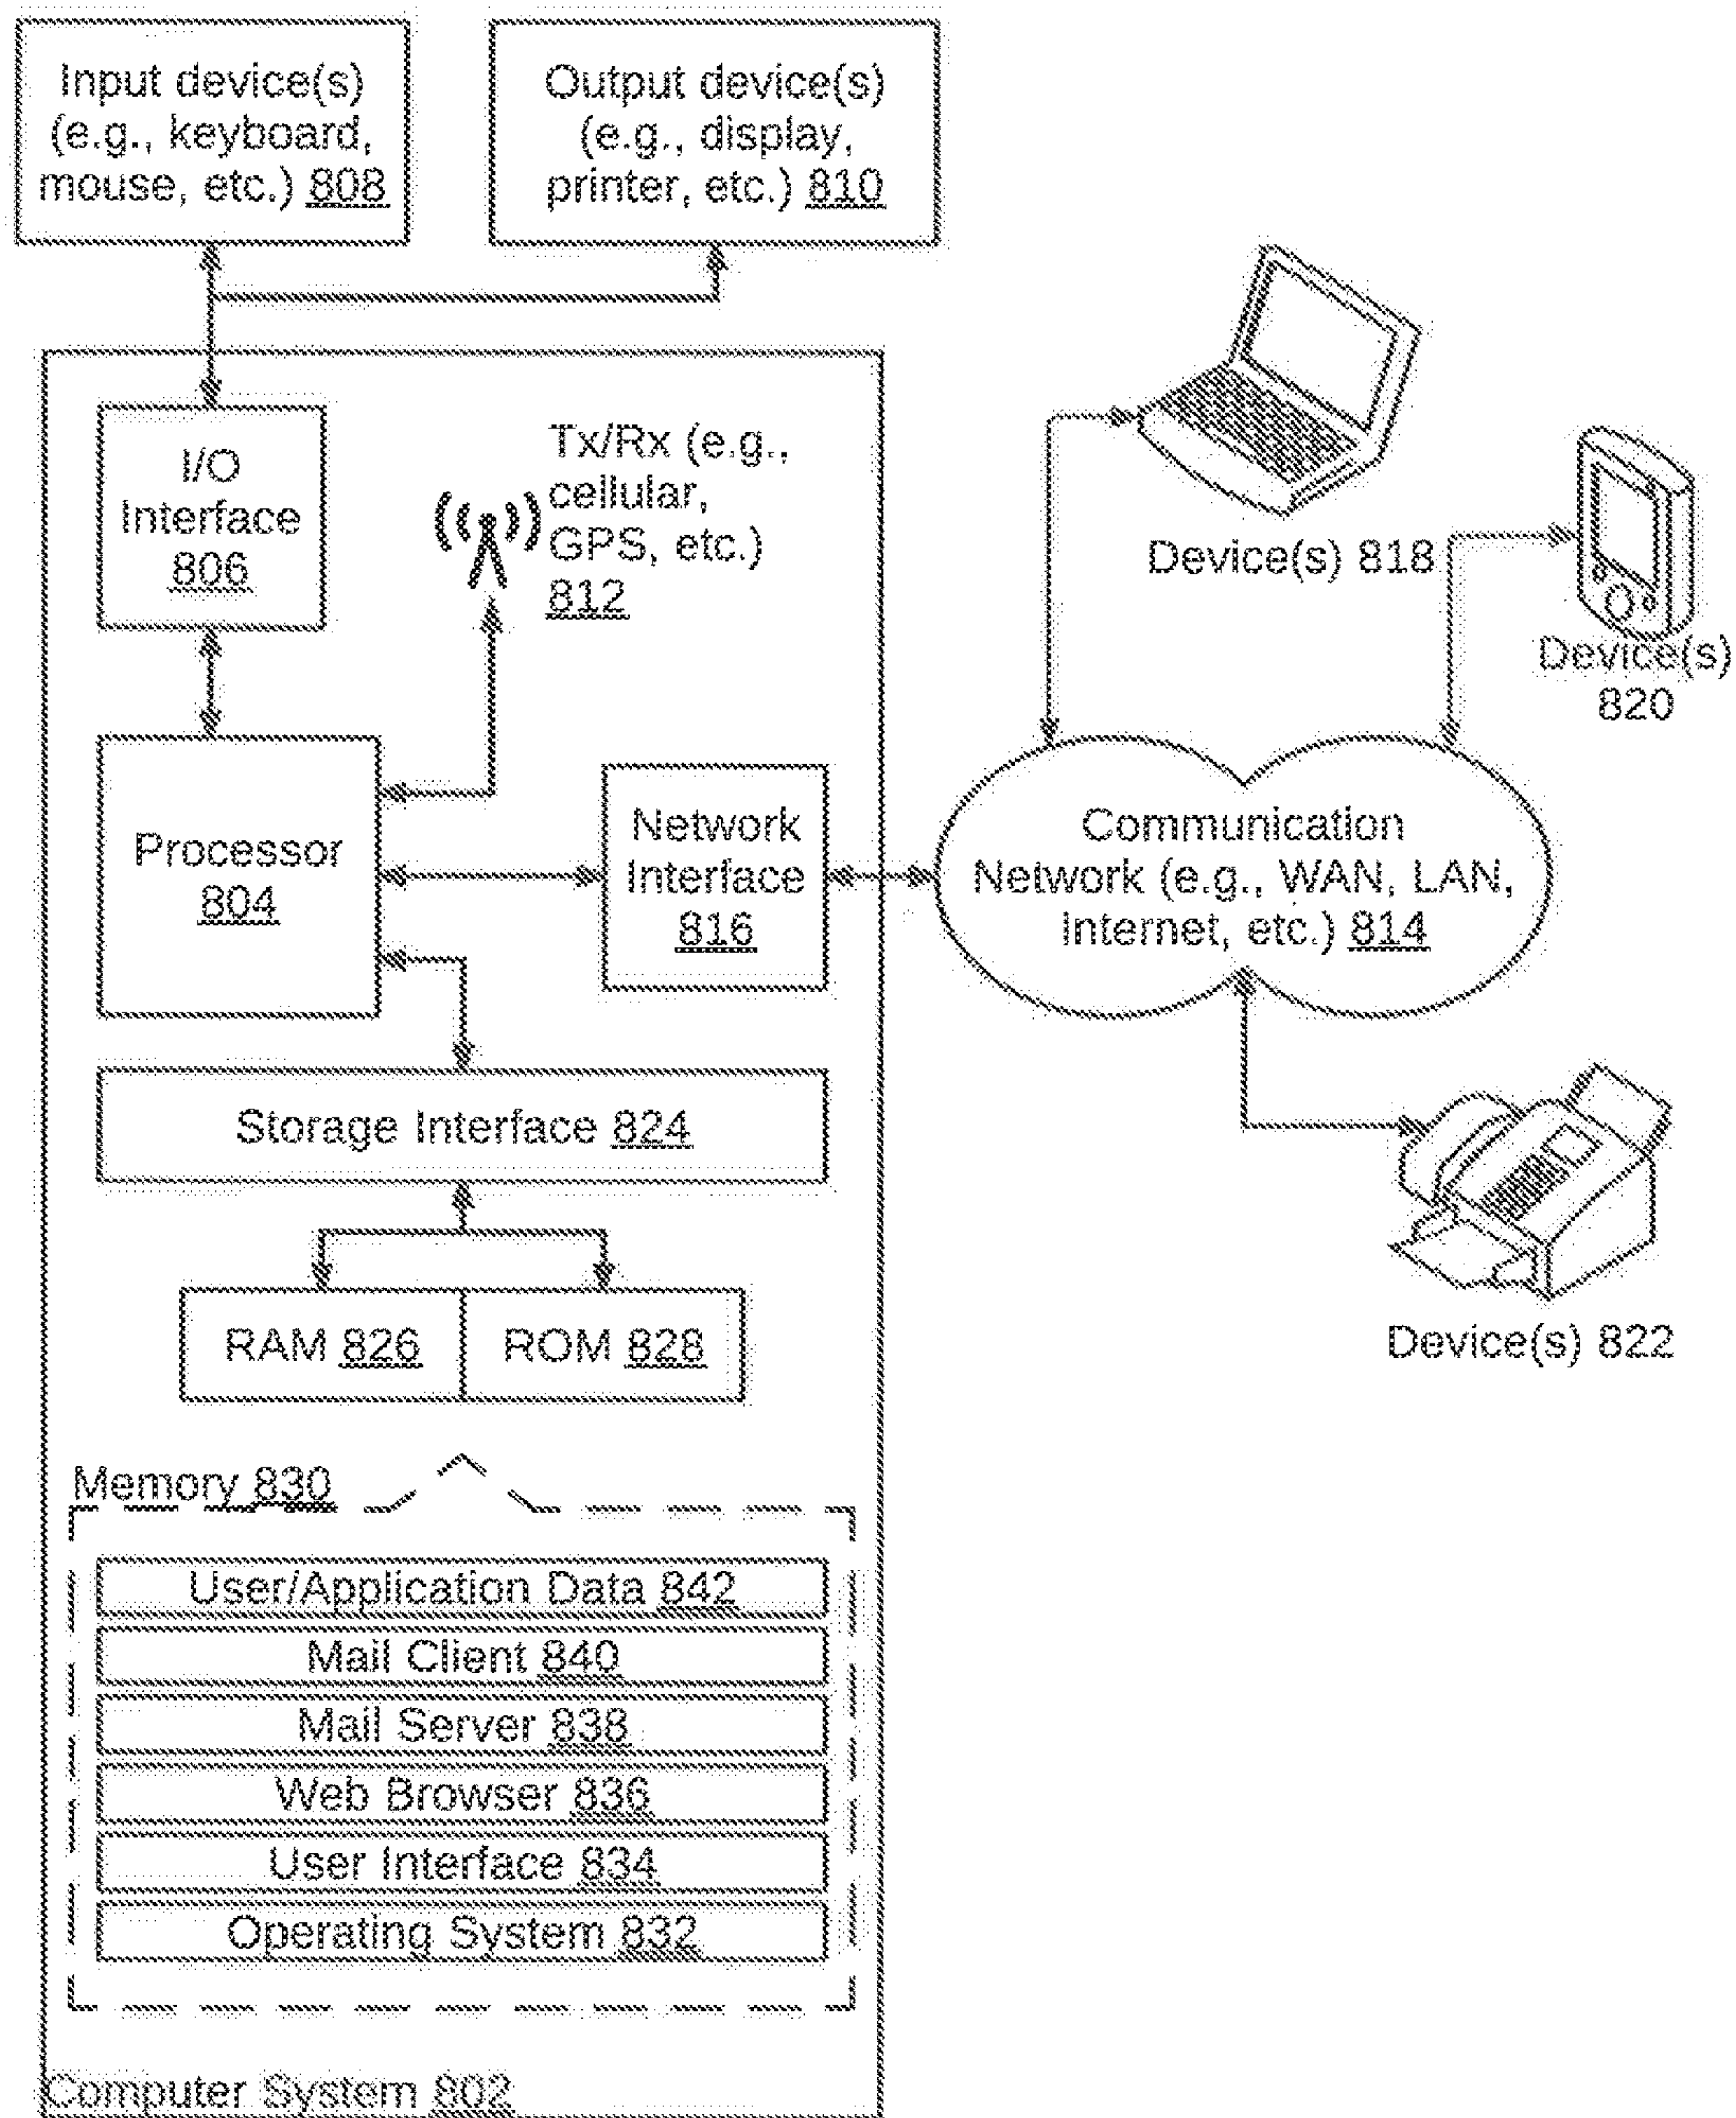 Input device(s)
(e.g., keyboard,
mouse, etc.) 808
Output device(s)
(e.g., display,
printer, etc.) 810
I/O
Interface
806
Tx/Rx (e.g.,
cellular,
GPS, etc.)
812
Device(s) 818
Device(s)
820
Processor
804
Network
Interface
816
Communication
Network (e.g., WAN, LAN,
Internet, etc.) 814
Storage Interface 824
RAM 826
ROM 828
Device(s) 822
Memory 830
User/Application Data 842
Mail Client 840
Mail Server 838
Web Browser 836
User Interface 834
Operating System 832
Computer System 802